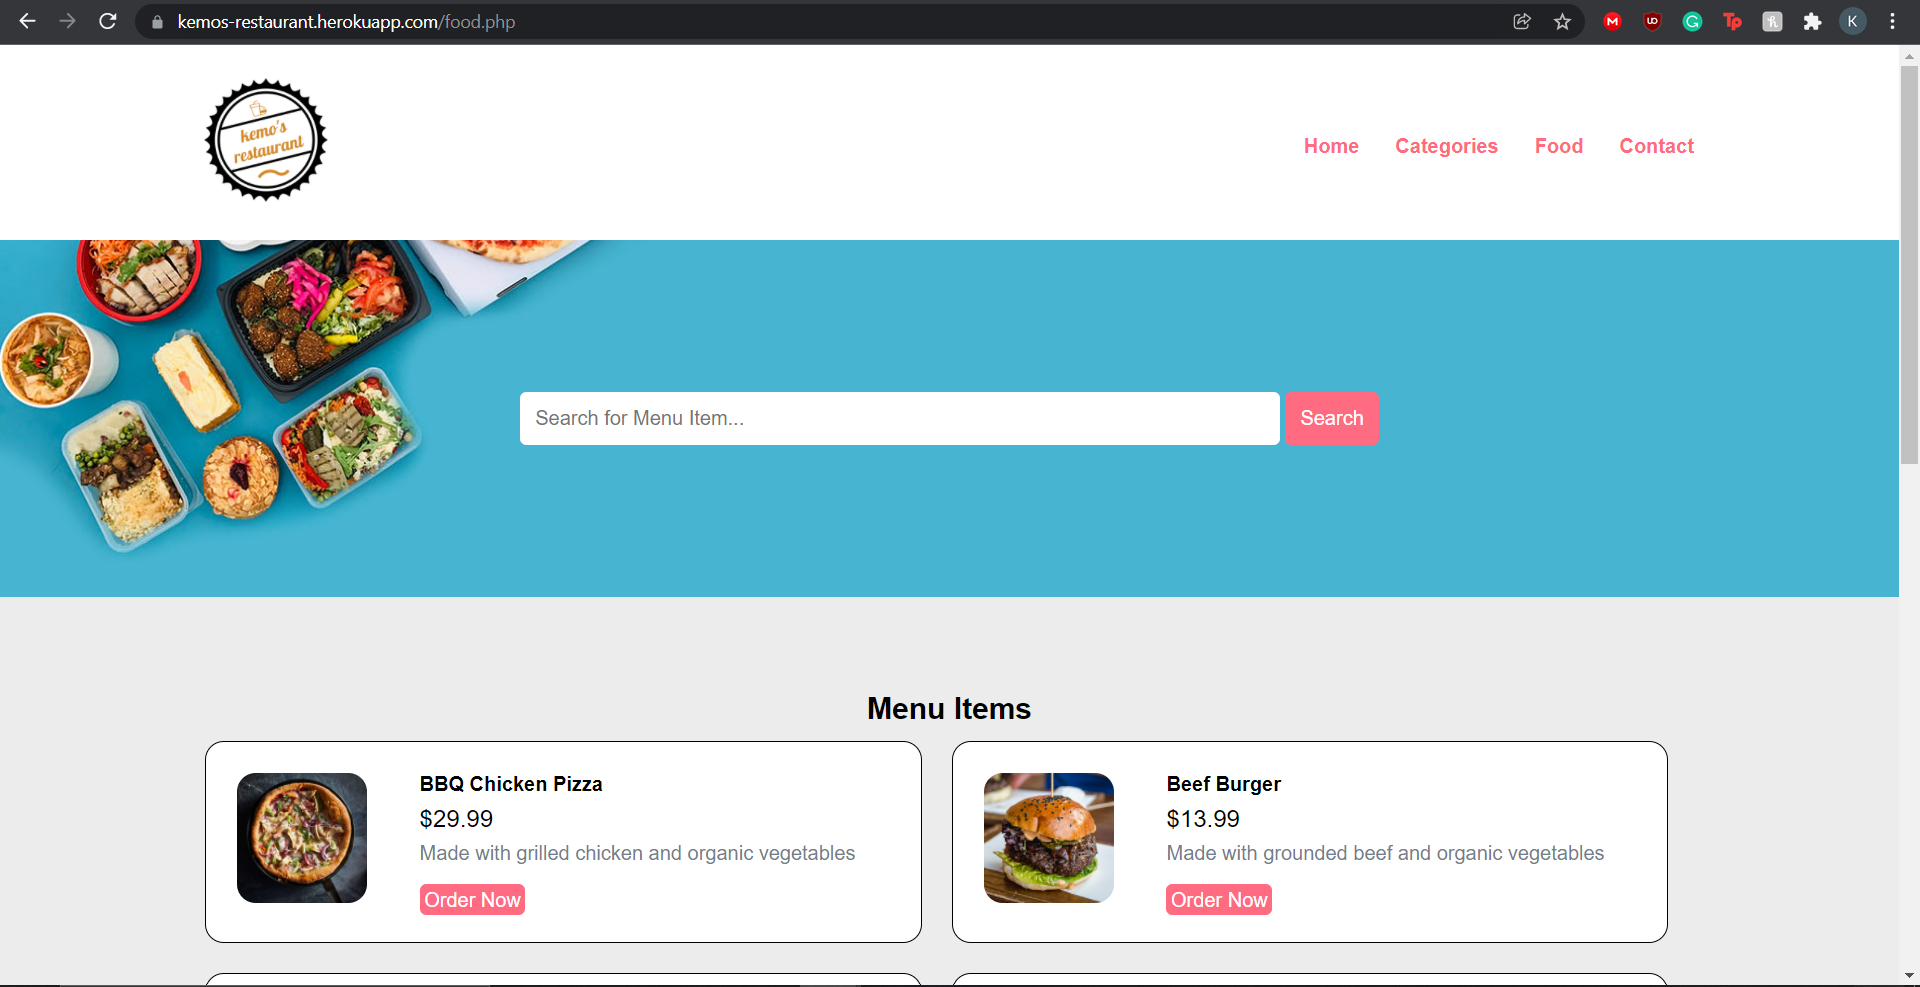 kemos-restaurant.herokuapp.com/food.php
K
kemo's
restaurant
Home Categories Food Contact
Search for Menu Item... Search
Menu Items
BBQ Chicken Pizza
$29.99
Made with grilled chicken and organic vegetables
Order Now
Beef Burger
$13.99
Made with grounded beef and organic vegetables
Order Now